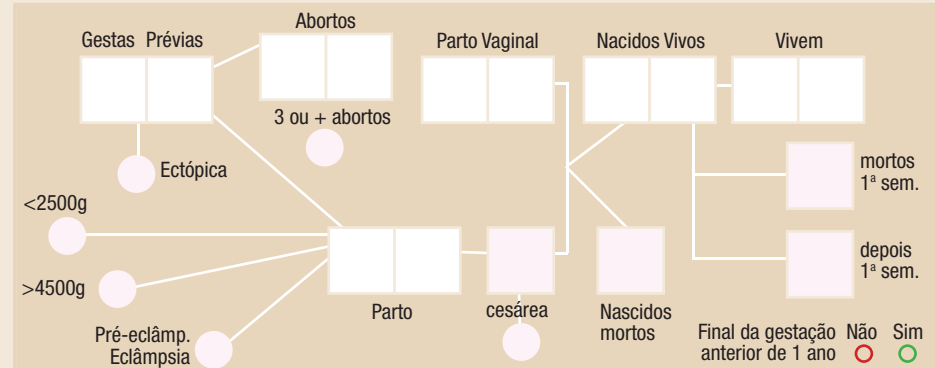 Gestas Prévias
Abortos
Parto Vaginal
Nacidos Vivos
Vivem
3 ou + abortos
Ectópica
mortos
1ª sem.
<2500g
>4500g
depois
1ª sem.
Parto
cesárea
Nascidos
mortos
Pré-eclâmp.
Eclâmpsia
Final da gestação
anterior de 1 ano
Não
Sim